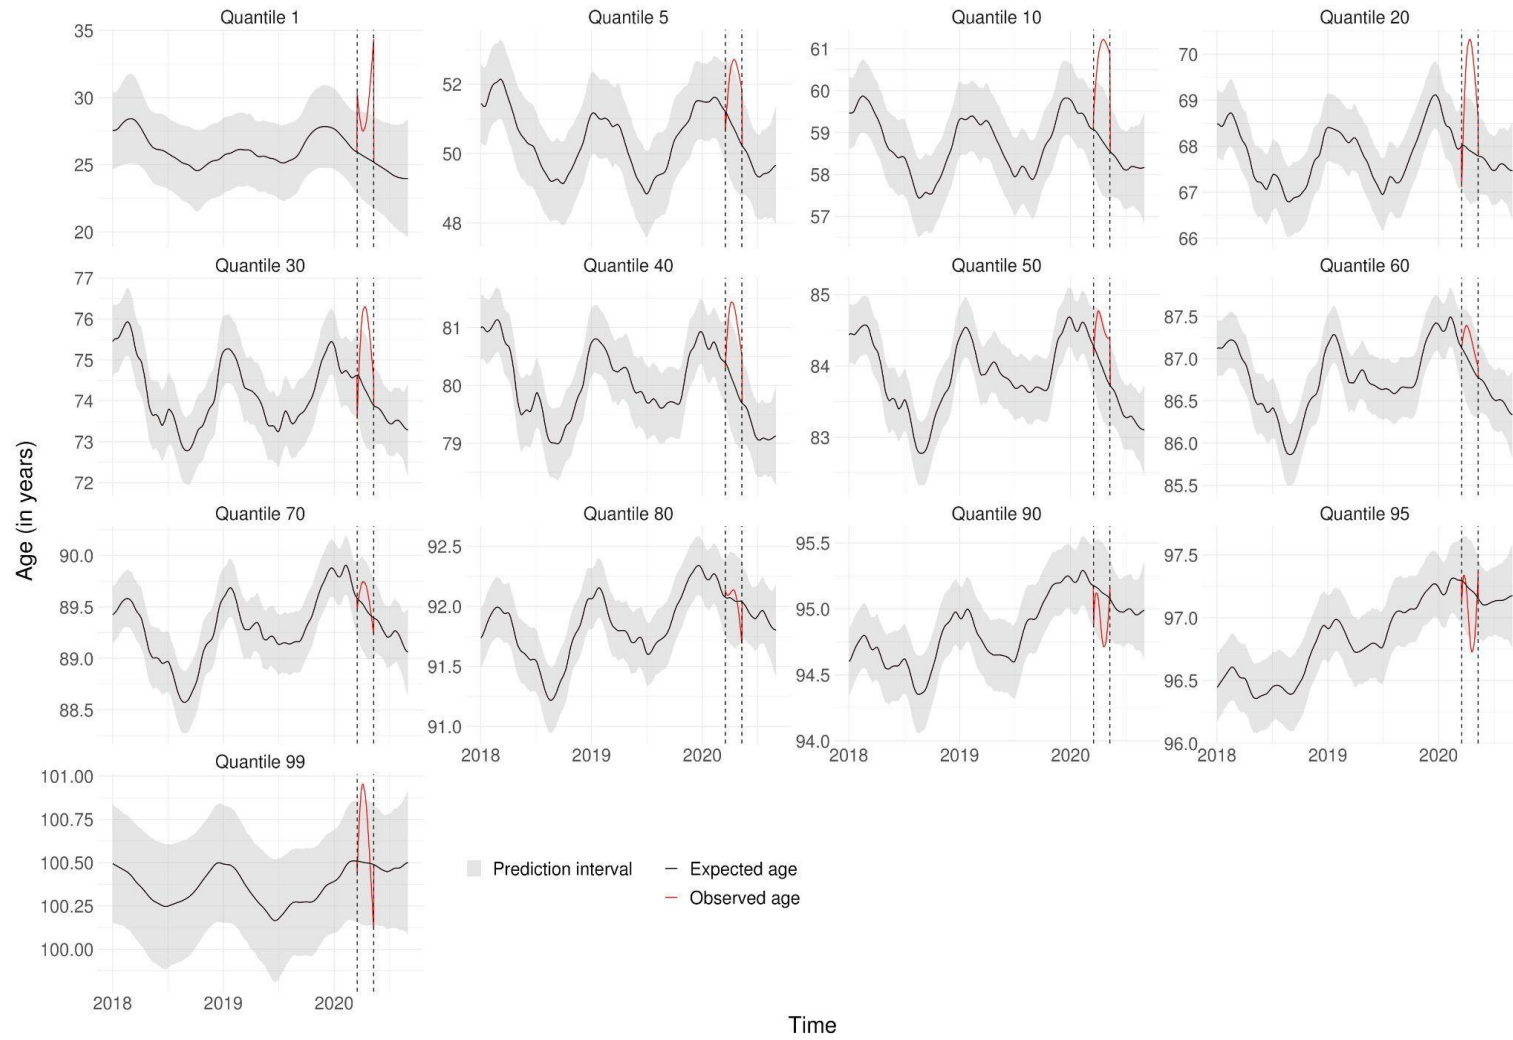 Quantile 1
Quantile 5
Quantile 10
Quantile 20
35
30
25
20
52
50
48
61
60
59
58
57
70
69
68
67
66
Quantile 30
Quantile 40
Quantile 50
Quantile 60
77
76
75
74
73
72
81
80
79
85
84
83
87.5
87.0
86.5
86.0
85.5
Quantile 70
Quantile 80
Quantile 90
Quantile 95
90.0
89.5
89.0
88.5
92.5
92.0
91.5
91.0
95.5
95.0
94.5
94.0
97.5
97.0
96.5
96.0
2018 2019 2020
2018 2019 2020
2018 2019 2020
Quantile 99
101.00
100.75
100.50
100.25
100.00
2018 2019 2020
Age (in years)
Time
Prediction interval
Expected age
Observed age